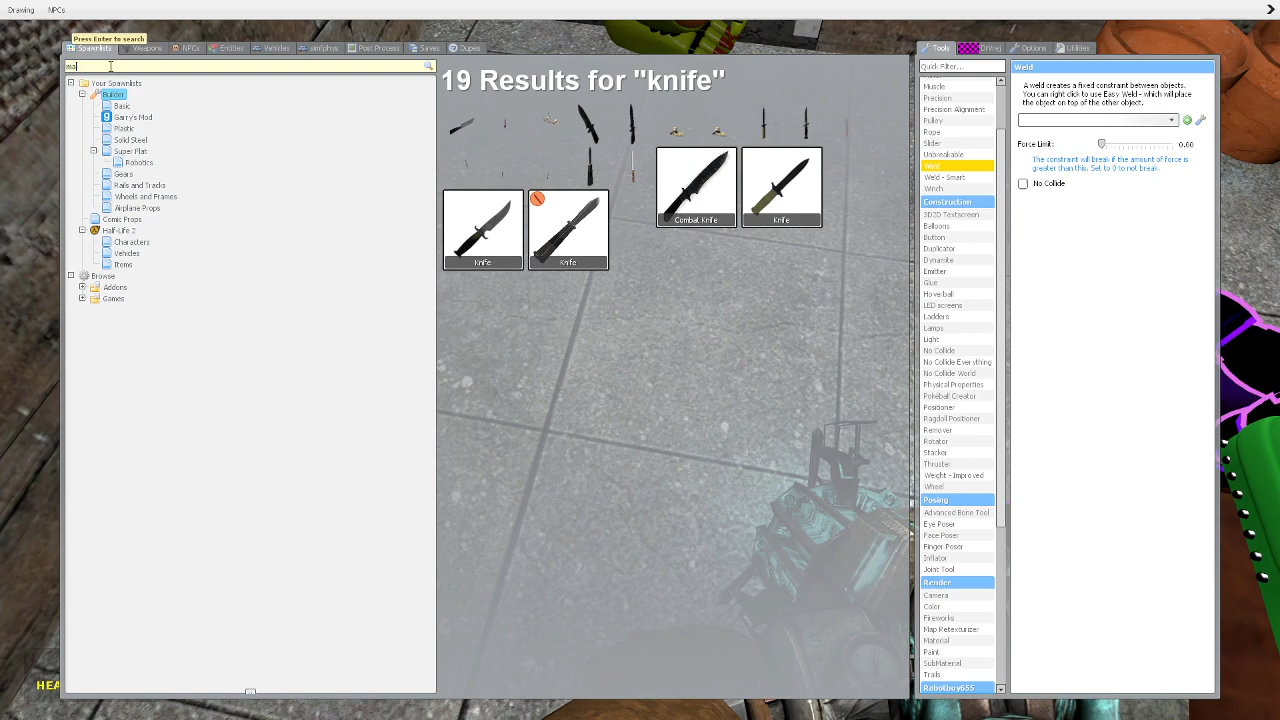 Drawing NPCs
Press Enter to search
Spawnlists Weapons NPCs Entities Vehicles simfphys Post Process Saves Dupes
ma
Your Spawnlists
Builder
Basic
Garry's Mod
Plastic
Solid Steel
Super Flat
Robotics
Gears
Rails and Tracks
Wheels and Frames
Airplane Props
Comic Props
Half-Life 2
Characters
Vehicles
Items
Browse
Addons
Games
19 Results for "knife"
Combat Knife
Knife
Knife
Knife
HEA
Tools DrVrej Options Utilities
Quick Filter...
Muscle
Precision
Precision Alignment
Pulley
Rope
Slider
Unbreakable
Weld
Weld - Smart
Winch
Construction
3D2D Textscreen
Balloons
Button
Duplicator
Dynamite
Emitter
Glue
Hoverball
LED screens
Ladders
Lamps
Light
No Collide
No Collide Everything
No Collide World
Physical Properties
Pokéball Creator
Positioner
Ragdoll Positioner
Remover
Rotator
Stacker
Thruster
Weight - Improved
Wheel
Posing
Advanced Bone Tool
Eye Poser
Face Poser
Finger Poser
Inflator
Joint Tool
Render
Camera
Color
Fireworks
Map Retexturizer
Material
Paint
SubMaterial
Trails
Robotboy655
Weld
A weld creates a fixed constraint between objects.
You can right click to use Easy Weld - which will
place the object on top of the other object.
Force Limit: 0.00
The constraint will break if the amount of force is
greater than this. Set to 0 to not break.
No Collide